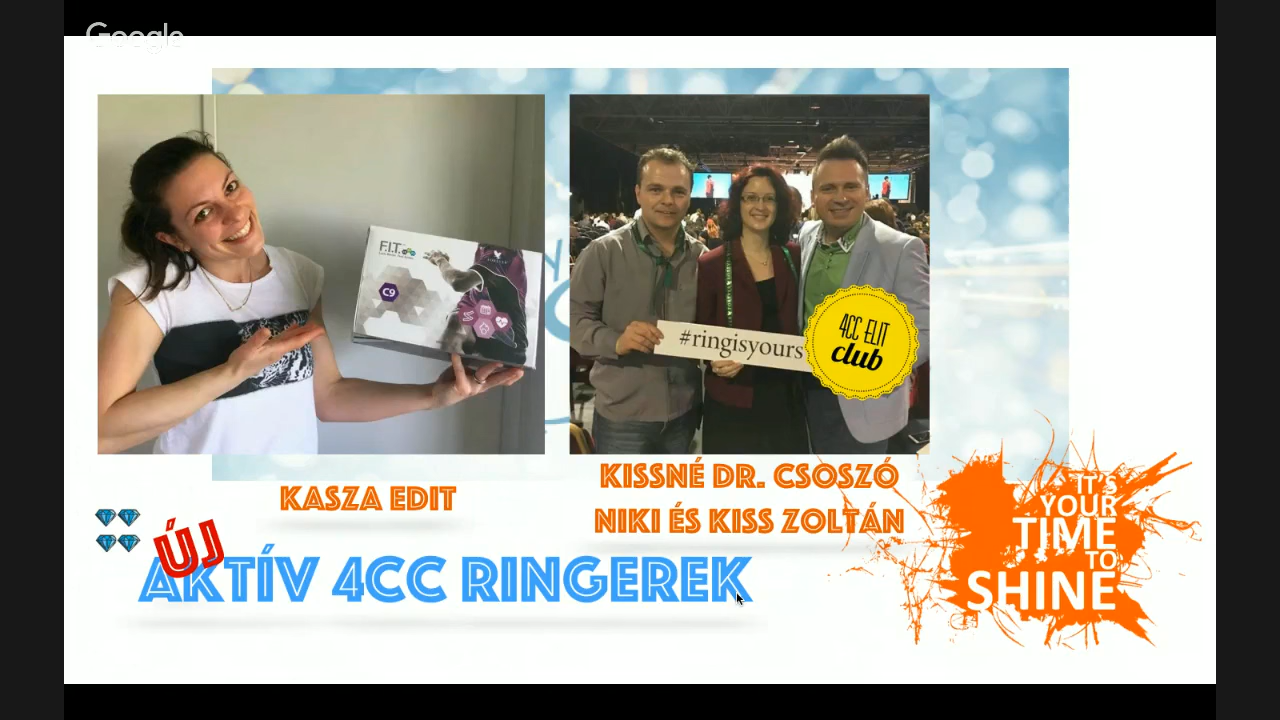 Google
F.I.T.
C9
FOREVER
#ringisyours
4CC ELIT
club
KASZA EDIT
KISSNÉ DR. CSOSZÓ
NIKI ÉS KISS ZOLTÁN
ÚJ
AKTÍV 4CC RINGEREK
IT'S
YOUR
TIME
TO
SHINE